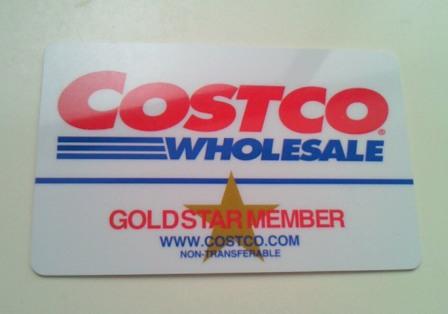 COSTCO®
WHOLESALE
GOLD STAR MEMBER
WWW.COSTCO.COM
NON-TRANSFERABLE